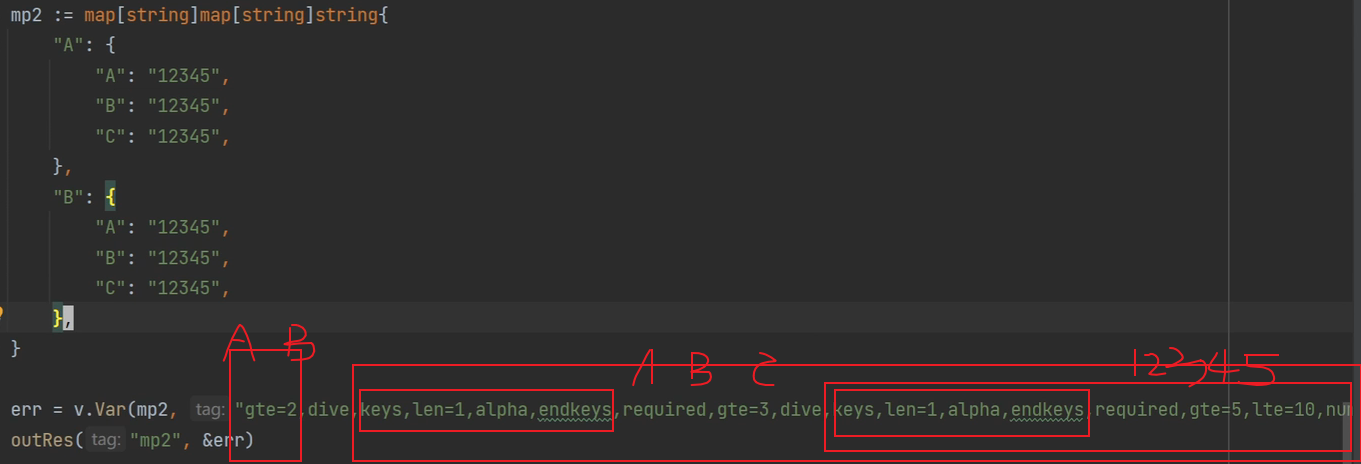 mp2 := map[string]map[string]string{
"A": {
"A": "12345",
"B": "12345",
"C": "12345",
},
"B": {
"A": "12345",
"B": "12345",
"C": "12345",
},
}
A B
A B C
12345
err = v.Var(mp2, tag: "gte=2,dive,keys,len=1,alpha,endkeys,required,gte=3,dive,keys,len=1,alpha,endkeys,required,gte=5,lte=10,num
outRes( tag: "mp2", &err)